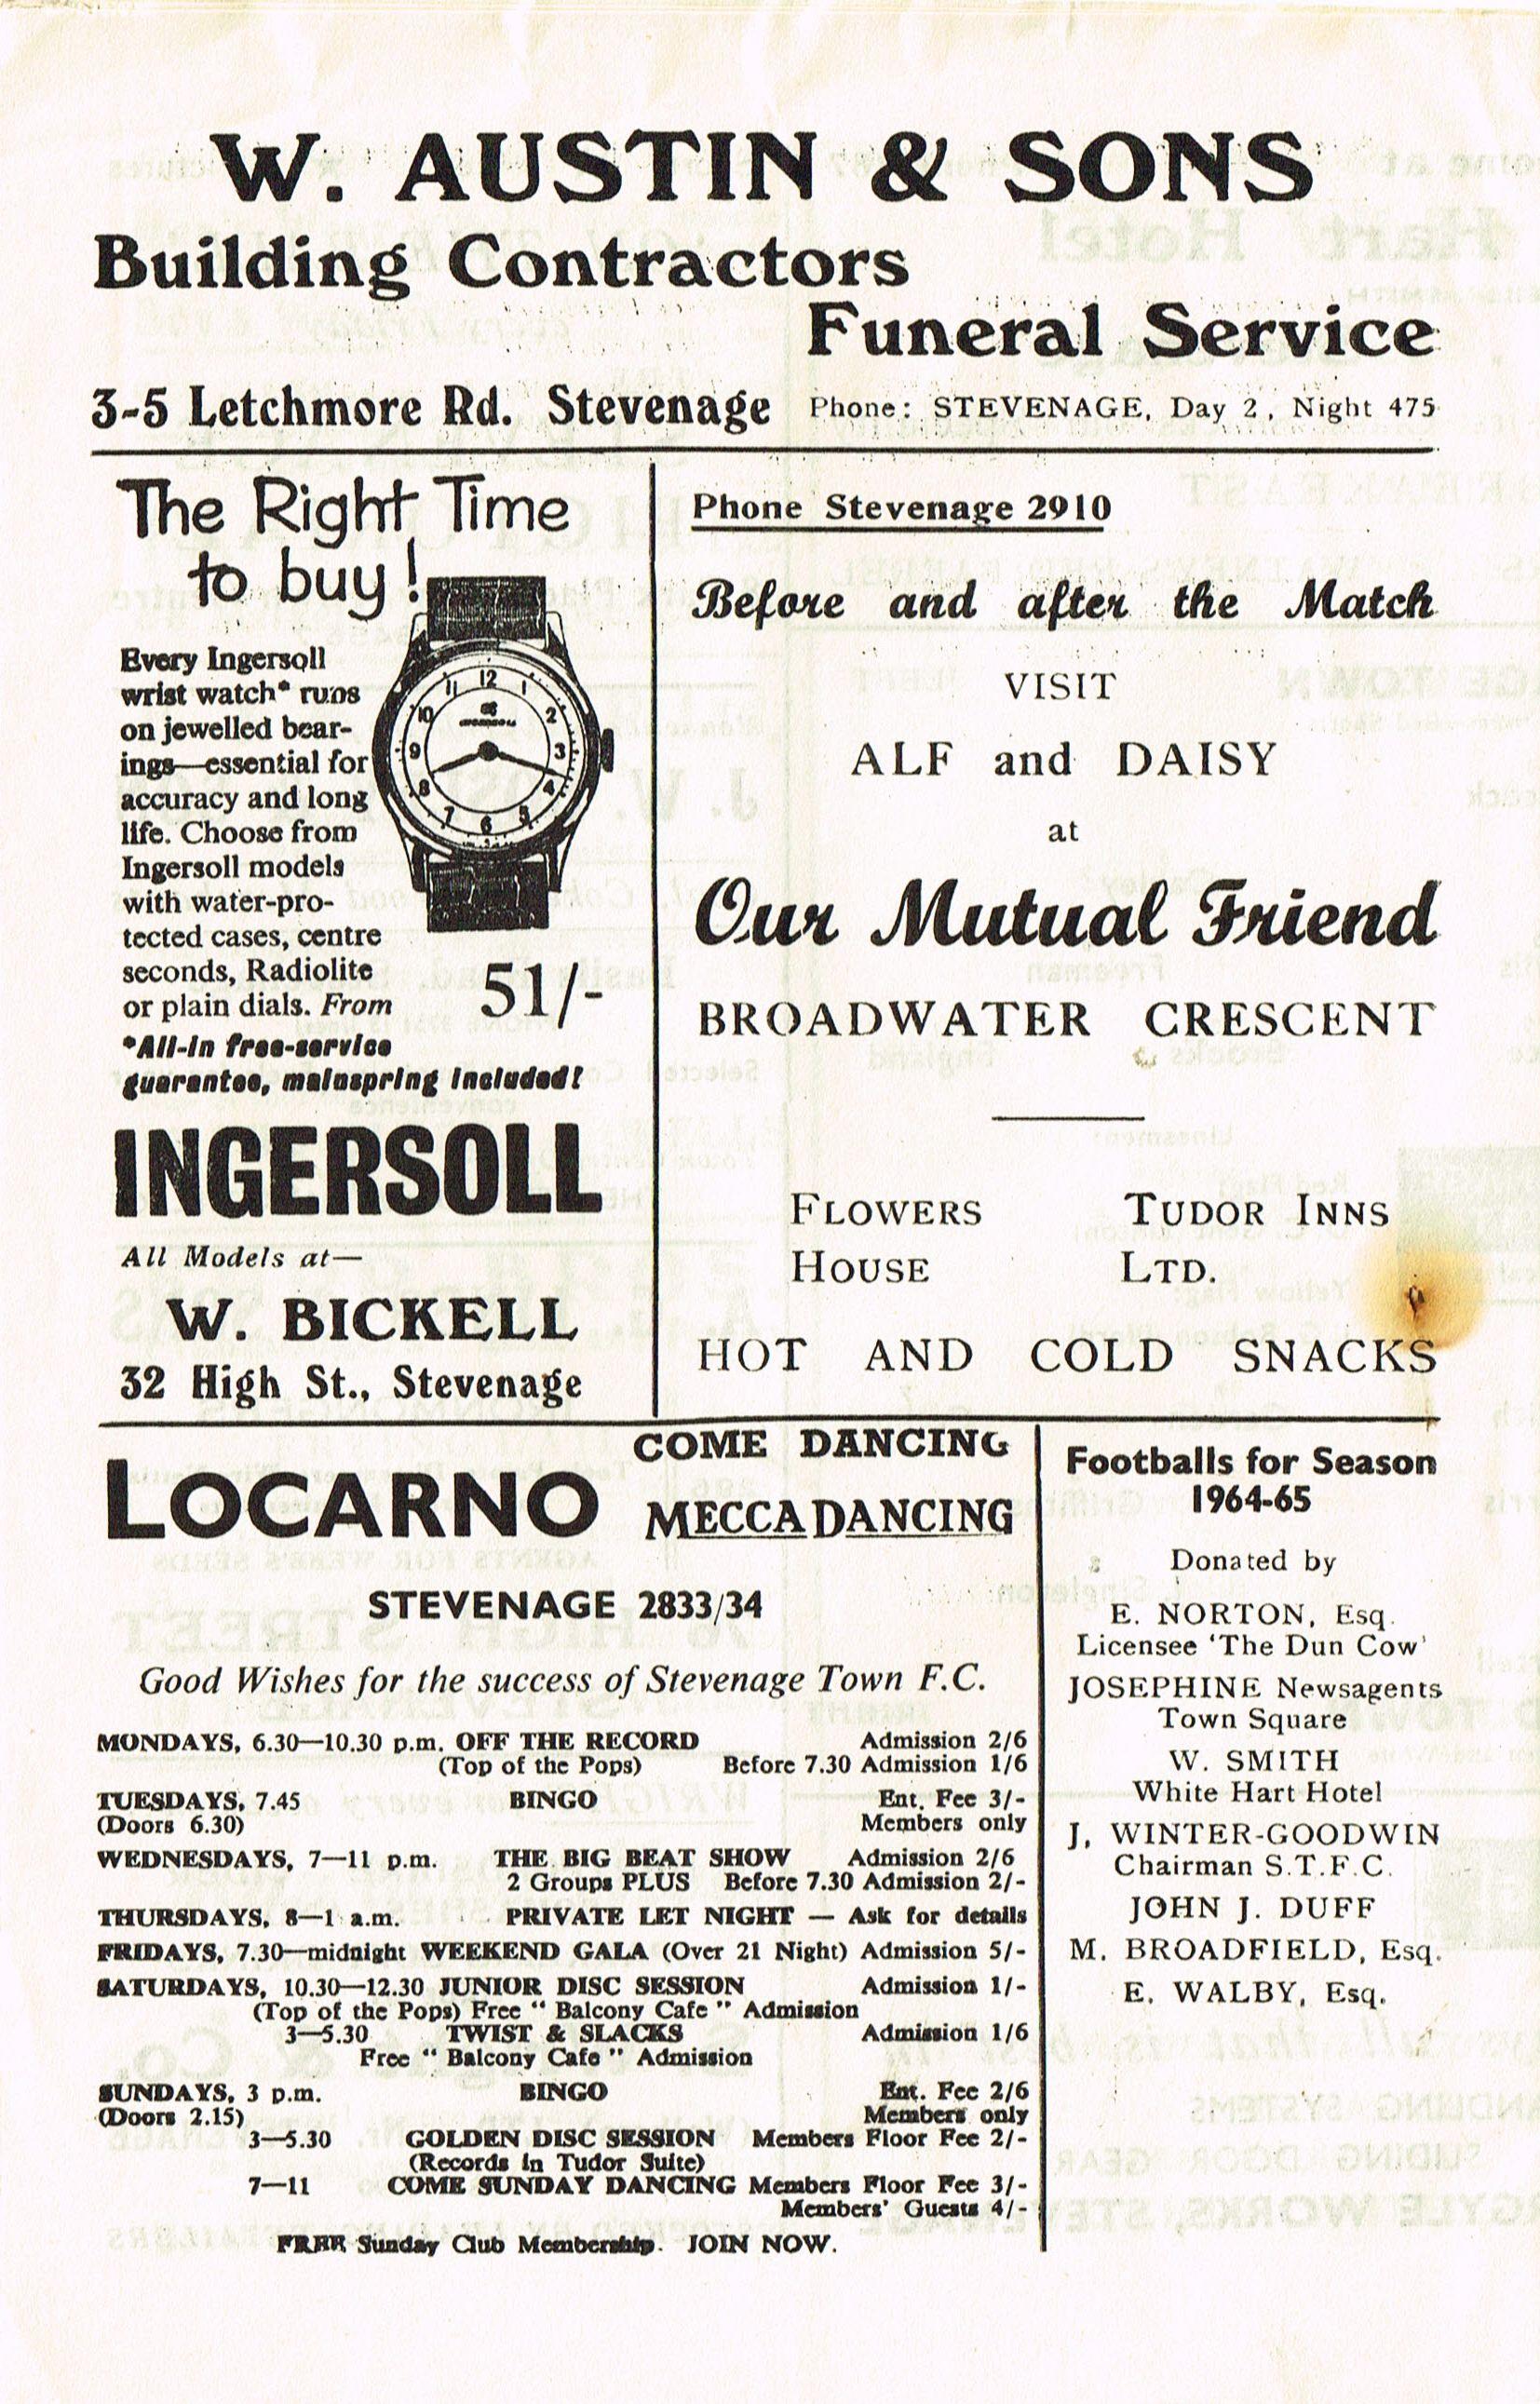 W. AUSTIN & SONS
Building Contractors
Funeral Service
3-5 Letchmore Rd. Stevenage Phone: STEVENAGE, Day 2, Night 475
The Right Time
to buy!
Every Ingersoll
wrist watch* runs
on jewelled bear-
ings—essential for
accuracy and long
life. Choose from
Ingersoll models
with water-pro-
tected cases, centre
seconds, Radiolite
or plain dials. From 51/-
*All-in free-service
guarantee, mainspring included!
INGERSOLL
All Models at—
W. BICKELL
32 High St., Stevenage
12
1
2
3
4
5
6
7
8
9
10
11
INGERSOLL
Phone Stevenage 2910
Before and after the Match
VISIT
ALF and DAISY
at
Our Mutual Friend
BROADWATER CRESCENT
FLOWERS TUDOR INNS
HOUSE LTD.
HOT AND COLD SNACKS
COME DANCING
LOCARNO MECCA DANCING
STEVENAGE 2833/34
Good Wishes for the success of Stevenage Town F.C.
MONDAYS, 6.30—10.30 p.m. OFF THE RECORD Admission 2/6
(Top of the Pops) Before 7.30 Admission 1/6
TUESDAYS, 7.45 BINGO Ent. Fee 3/-
(Doors 6.30) Members only
WEDNESDAYS, 7—11 p.m. THE BIG BEAT SHOW Admission 2/6
2 Groups PLUS Before 7.30 Admission 2/-
THURSDAYS, 8—1 a.m. PRIVATE LET NIGHT — Ask for details
FRIDAYS, 7.30—midnight WEEKEND GALA (Over 21 Night) Admission 5/-
SATURDAYS, 10.30—12.30 JUNIOR DISC SESSION Admission 1/-
(Top of the Pops) Free "Balcony Cafe" Admission
3—5.30 TWIST & SLACKS Admission 1/6
Free "Balcony Cafe" Admission
SUNDAYS, 3 p.m. BINGO Ent. Fee 2/6
(Doors 2.15) Members only
3—5.30 GOLDEN DISC SESSION Members Floor Fee 2/-
(Records in Tudor Suite)
7—11 COME SUNDAY DANCING Members Floor Fee 3/-
Members' Guests 4/-
FREE Sunday Club Membership. JOIN NOW.
Footballs for Season
1964-65
Donated by
E. NORTON, Esq.
Licensee 'The Dun Cow'
JOSEPHINE Newsagents
Town Square
W. SMITH
White Hart Hotel
J, WINTER-GOODWIN
Chairman S.T.F.C.
JOHN J. DUFF
M. BROADFIELD, Esq.
E. WALBY, Esq.